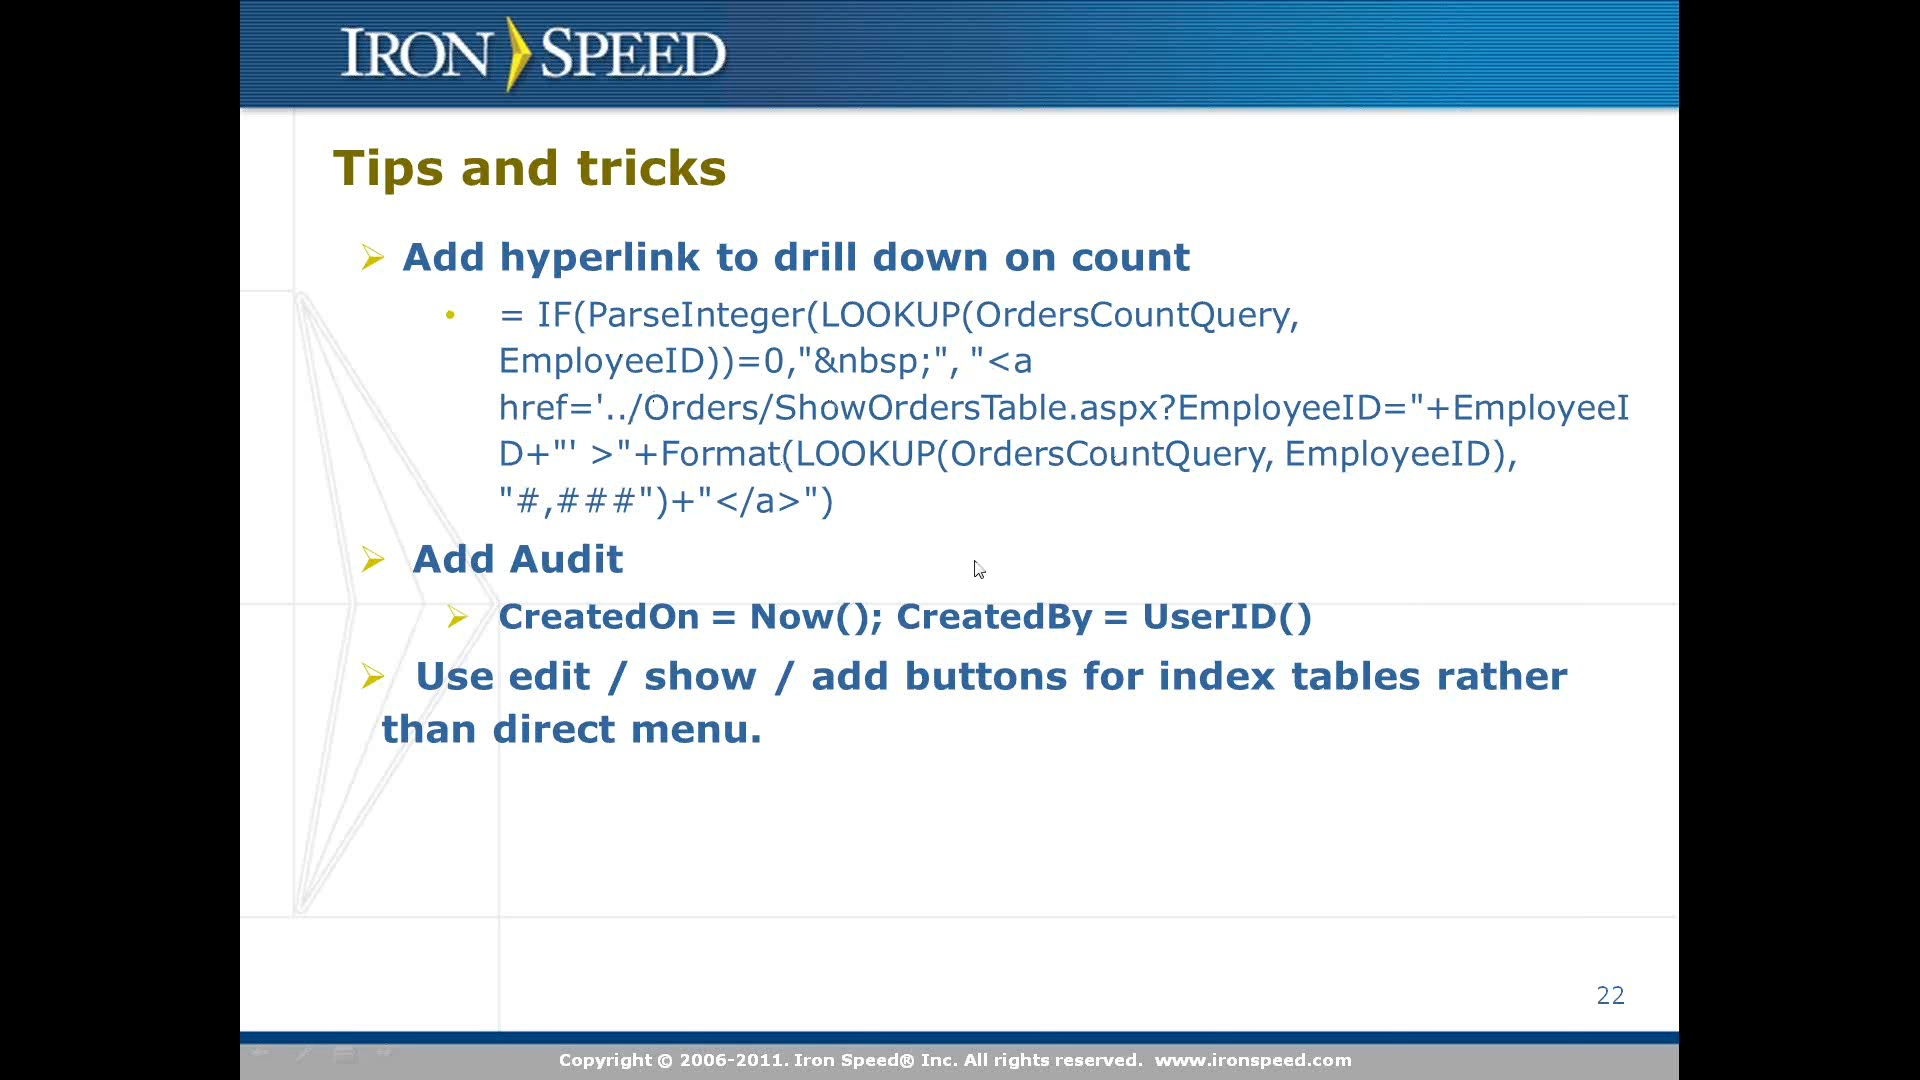 IRON SPEED
Tips and tricks
Add hyperlink to drill down on count
= IF(ParseInteger(LOOKUP(OrdersCountQuery,
EmployeeID))=0,"&nbsp;", "<a
href='../Orders/ShowOrdersTable.aspx?EmployeeID="+EmployeeI
D+"' >"+Format(LOOKUP(OrdersCountQuery, EmployeeID),
"#,###")+"</a>")
Add Audit
CreatedOn = Now(); CreatedBy = UserID()
Use edit / show / add buttons for index tables rather
than direct menu.
22
Copyright © 2006-2011. Iron Speed® Inc. All rights reserved. www.ironspeed.com